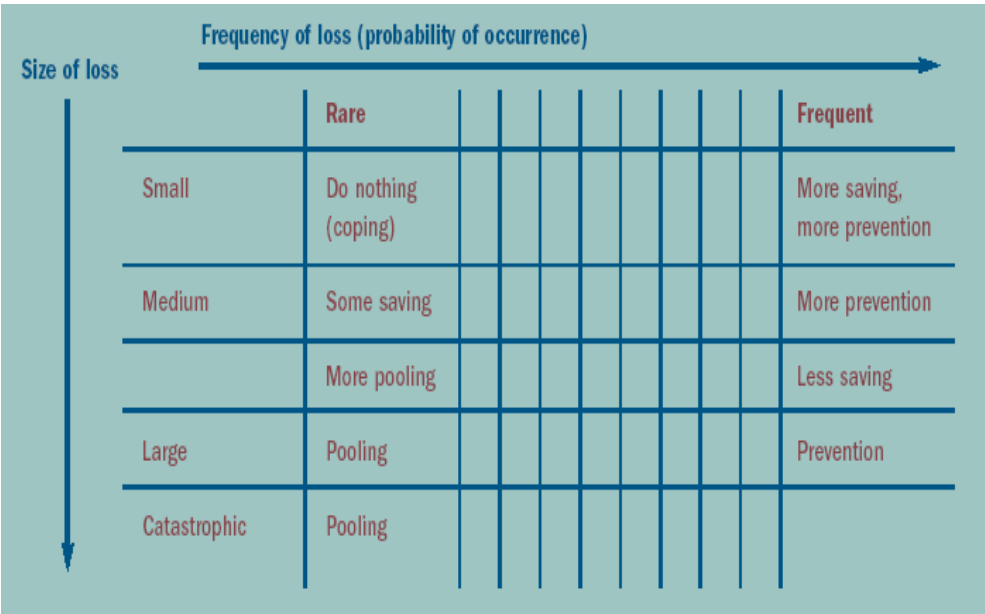 Frequency of loss (probability of occurrence)
Size of loss
Rare
Frequent
Small
Do nothing
(coping)
More saving,
more prevention
Medium
Some saving
More prevention
More pooling
Less saving
Large
Pooling
Prevention
Catastrophic
Pooling